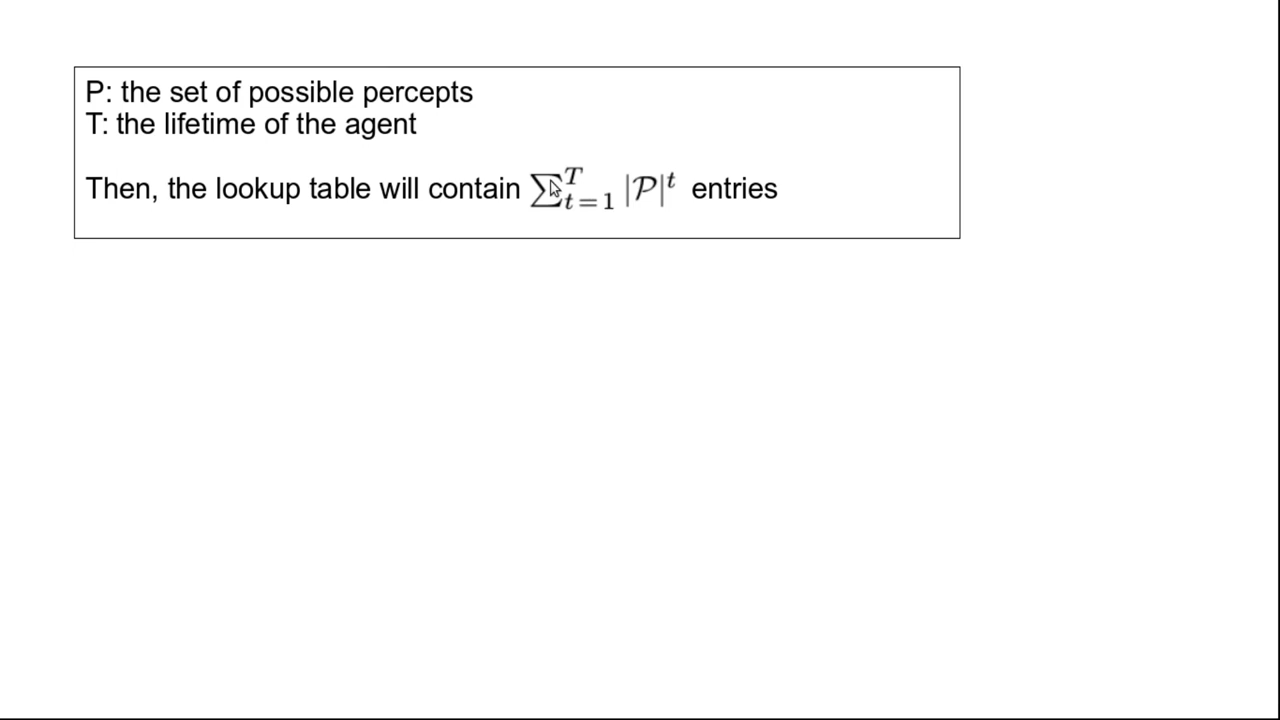 P: the set of possible percepts
T: the lifetime of the agent
Then, the lookup table will contain ∑_{t=1}^{T} |𝒫|^t entries